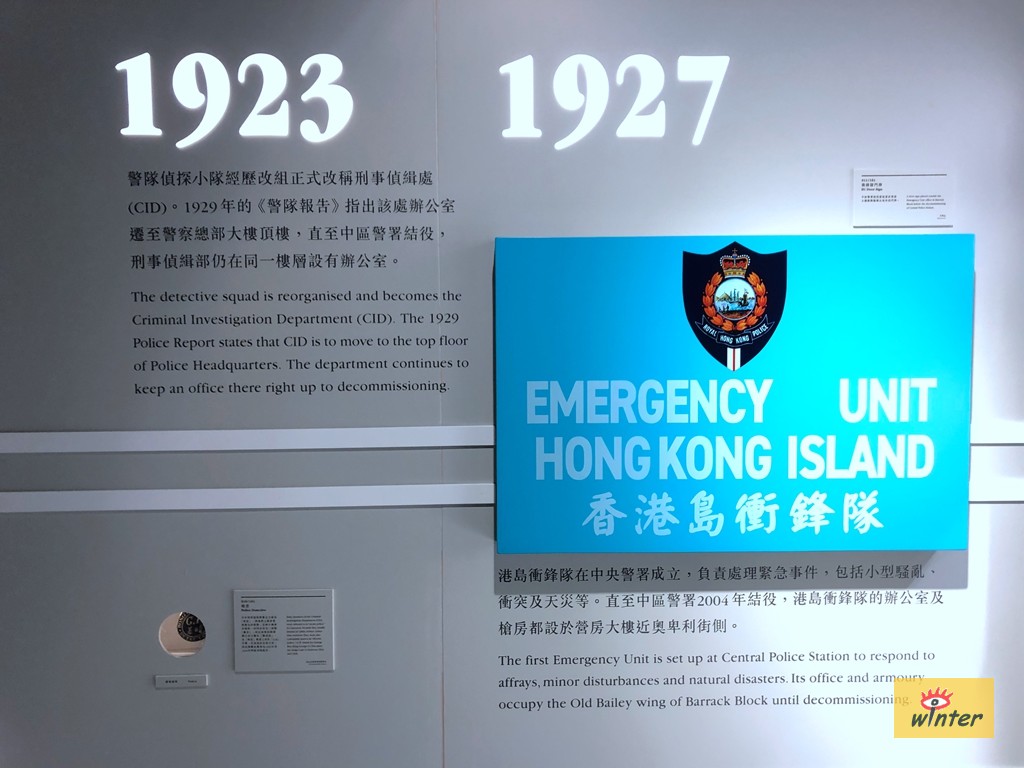 1923
警隊偵探小隊經歷改組正式改稱刑事偵緝處
(CID)。1929年的《警隊報告》指出該處辦公室
遷至警察總部大樓頂樓，直至中區警署結役，
刑事偵緝部仍在同一樓層設有辦公室。
The detective squad is reorganised and becomes the
Criminal Investigation Department (CID). The 1929
Police Report states that CID is to move to the top floor
of Police Headquarters. The department continues to
keep an office there right up to decommissioning.
1927
ROYAL HONG KONG POLICE
EMERGENCY UNIT
HONG KONG ISLAND
香港島衝鋒隊
港島衝鋒隊在中央警署成立，負責處理緊急事件，包括小型騷亂、
衝突及天災等。直至中區警署2004年結役，港島衝鋒隊的辦公室及
槍房都設於營房大樓近奧卑利街側。
The first Emergency Unit is set up at Central Police Station to respond to
affrays, minor disturbances and natural disasters. Its office and armoury
occupy the Old Bailey wing of Barrack Block until decommissioning.
winter